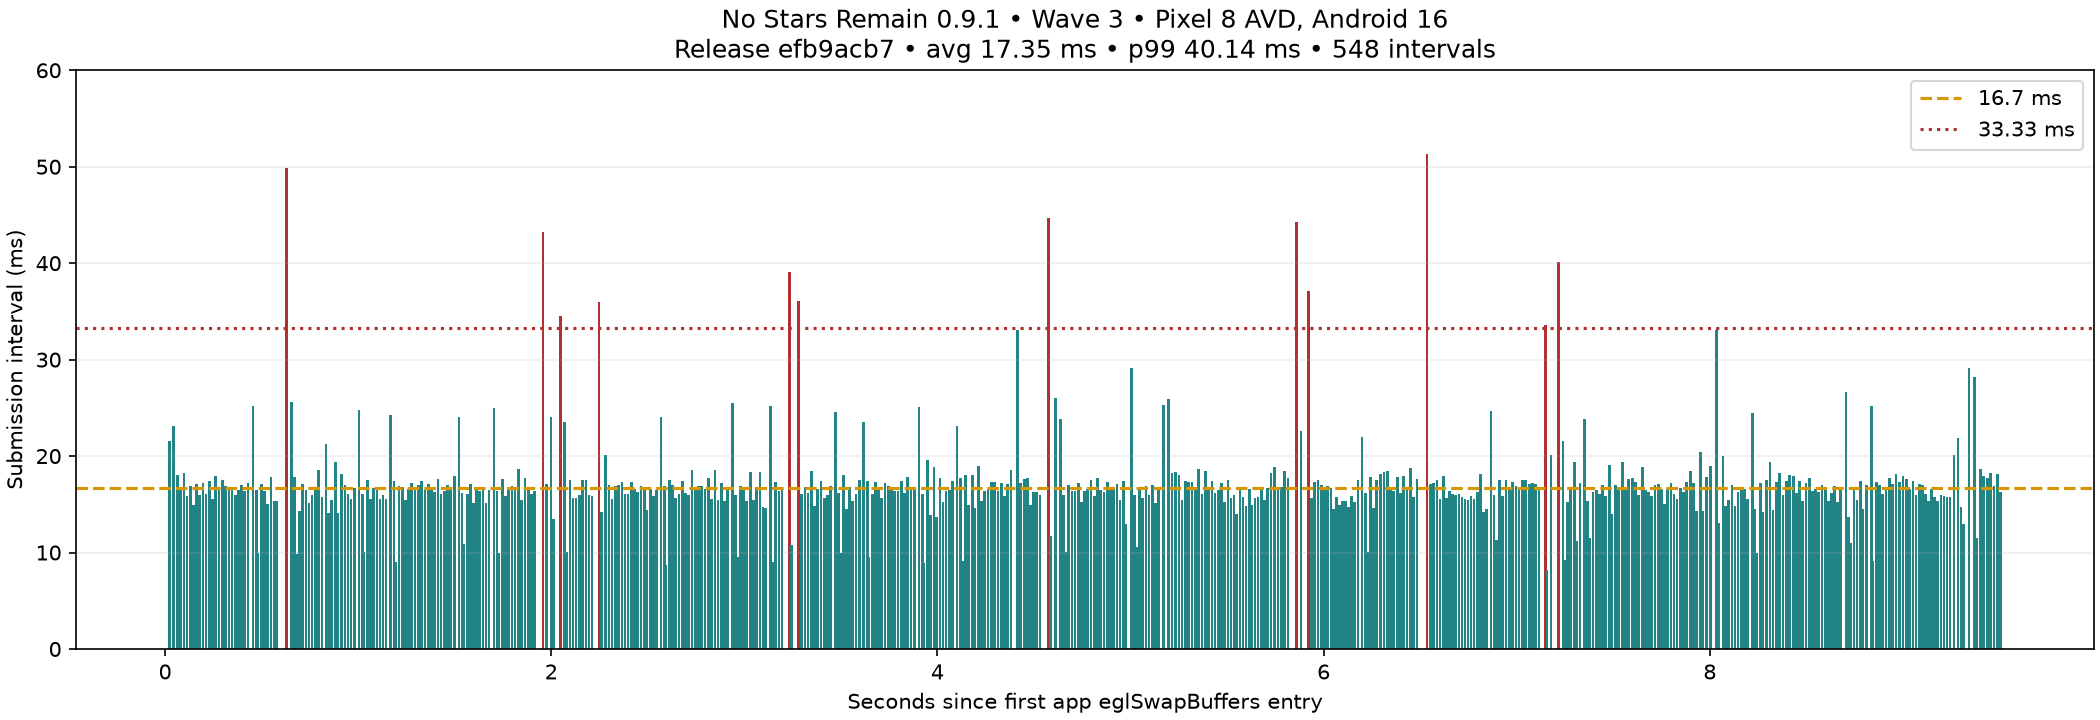 No Stars Remain 0.9.1 • Wave 3 • Pixel 8 AVD, Android 16
Release efb9acb7 • avg 17.35 ms • p99 40.14 ms • 548 intervals
60
50
40
30
20
10
0
Submission interval (ms)
16.7 ms
33.33 ms
0 2 4 6 8
Seconds since first app eglSwapBuffers entry